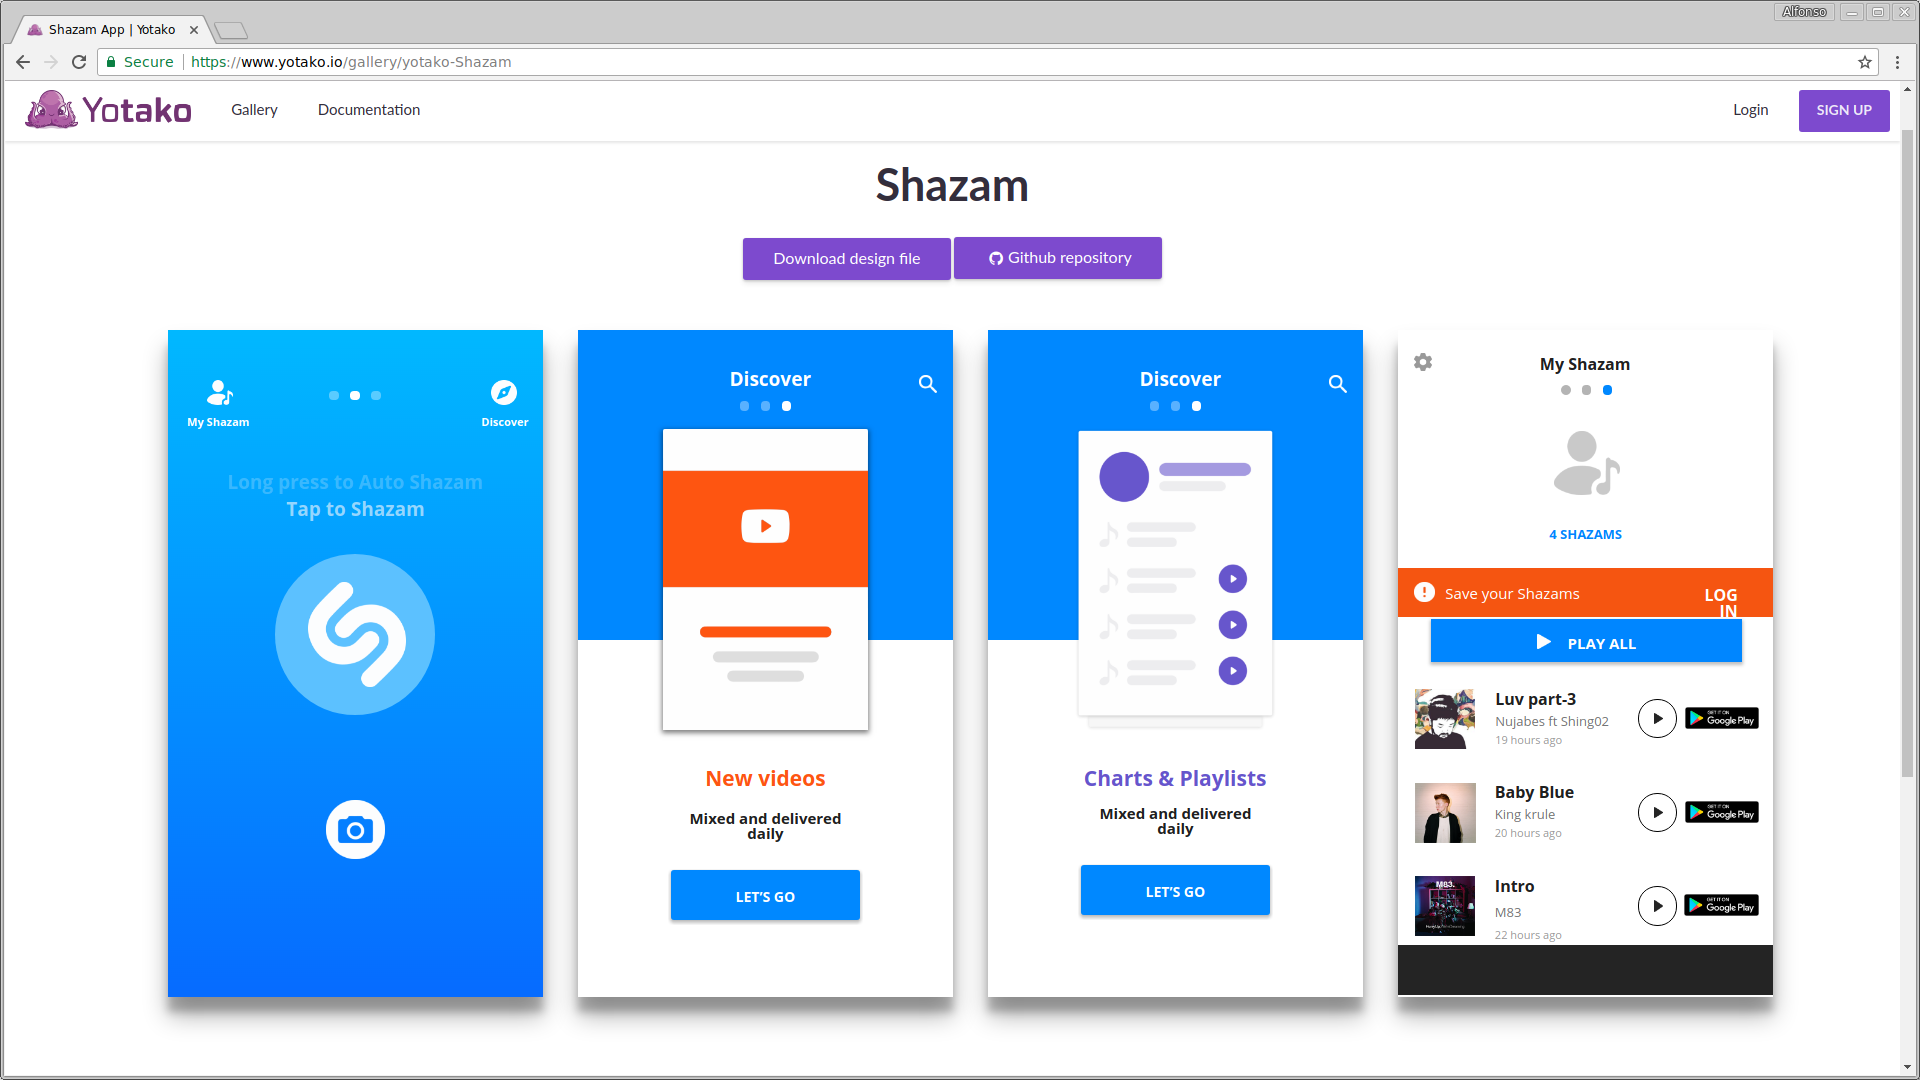 Shazam App | Yotako
Alfonso
Secure
https://www.yotako.io/gallery/yotako-Shazam
Yotako
Gallery
Documentation
Login
SIGN UP
Shazam
Download design file
Github repository
My Shazam
Discover
Long press to Auto Shazam
Tap to Shazam
Discover
New videos
Mixed and delivered
daily
LET'S GO
Discover
Charts & Playlists
Mixed and delivered
daily
LET'S GO
My Shazam
4 SHAZAMS
Save your Shazams
LOG
IN
PLAY ALL
Luv part-3
Nujabes ft Shing02
19 hours ago
GET IT ON
Google Play
Baby Blue
King krule
20 hours ago
GET IT ON
Google Play
M83.
Intro
M83
22 hours ago
GET IT ON
Google Play